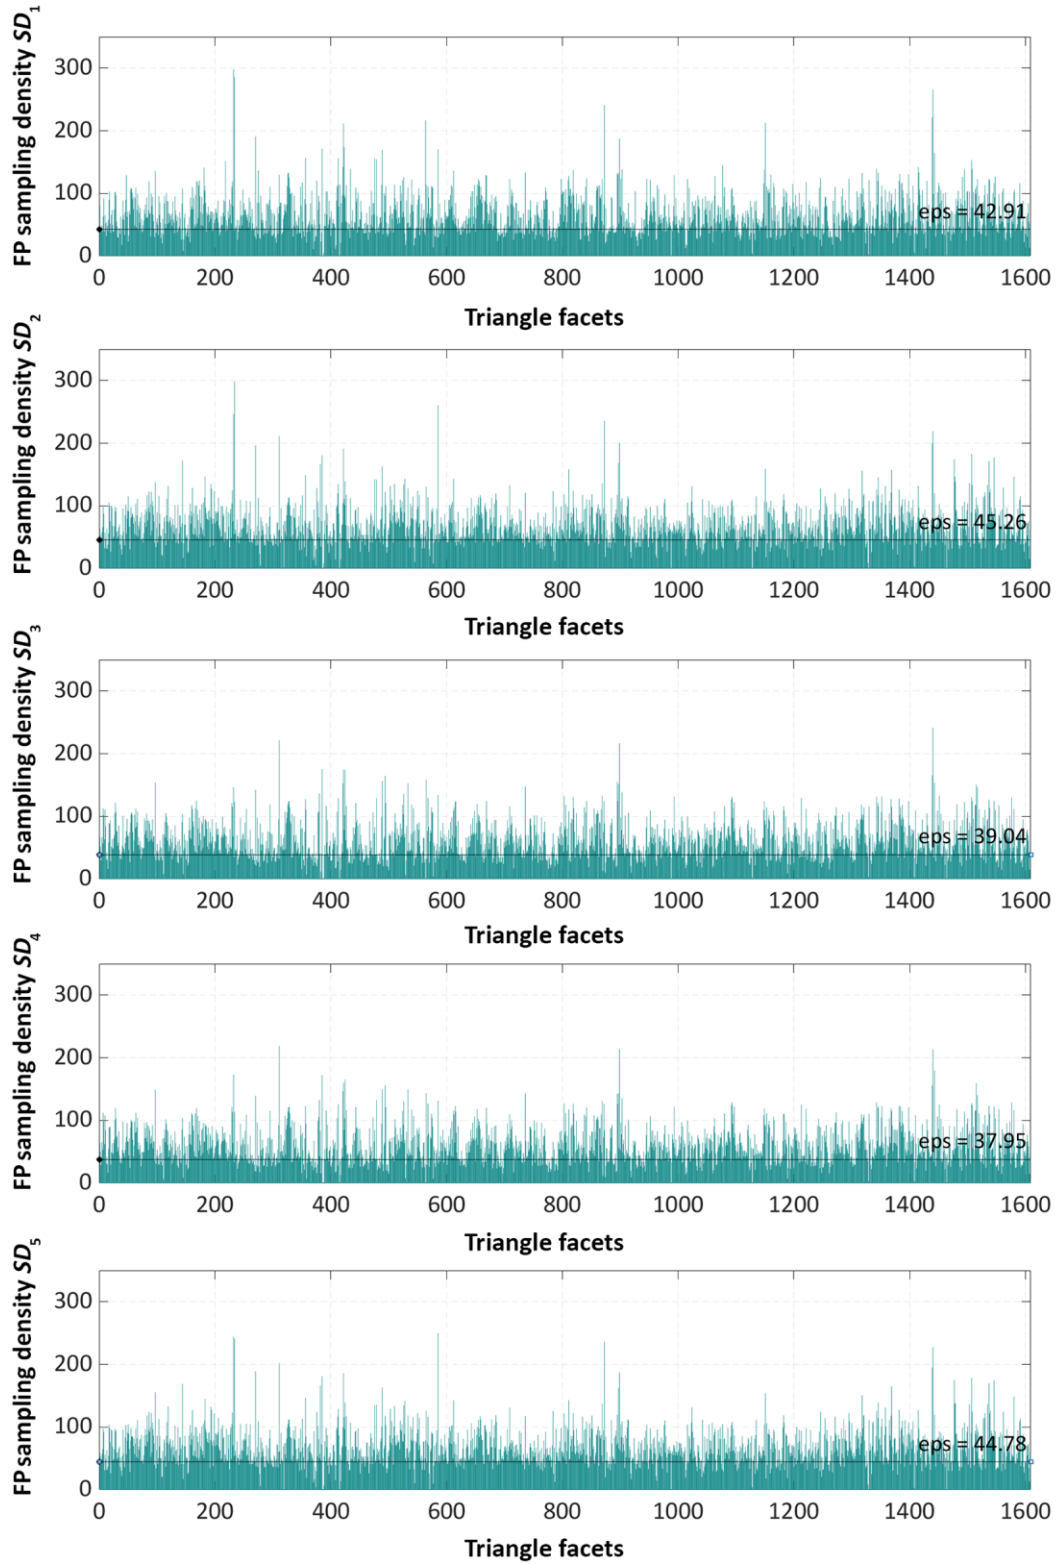 FP sampling density SD1
300
200
100
0
eps = 42.91
0 200 400 600 800 1000 1200 1400 1600
Triangle facets
FP sampling density SD2
300
200
100
0
eps = 45.26
0 200 400 600 800 1000 1200 1400 1600
Triangle facets
FP sampling density SD3
300
200
100
0
eps = 39.04
0 200 400 600 800 1000 1200 1400 1600
Triangle facets
FP sampling density SD4
300
200
100
0
eps = 37.95
0 200 400 600 800 1000 1200 1400 1600
Triangle facets
FP sampling density SD5
300
200
100
0
eps = 44.78
0 200 400 600 800 1000 1200 1400 1600
Triangle facets